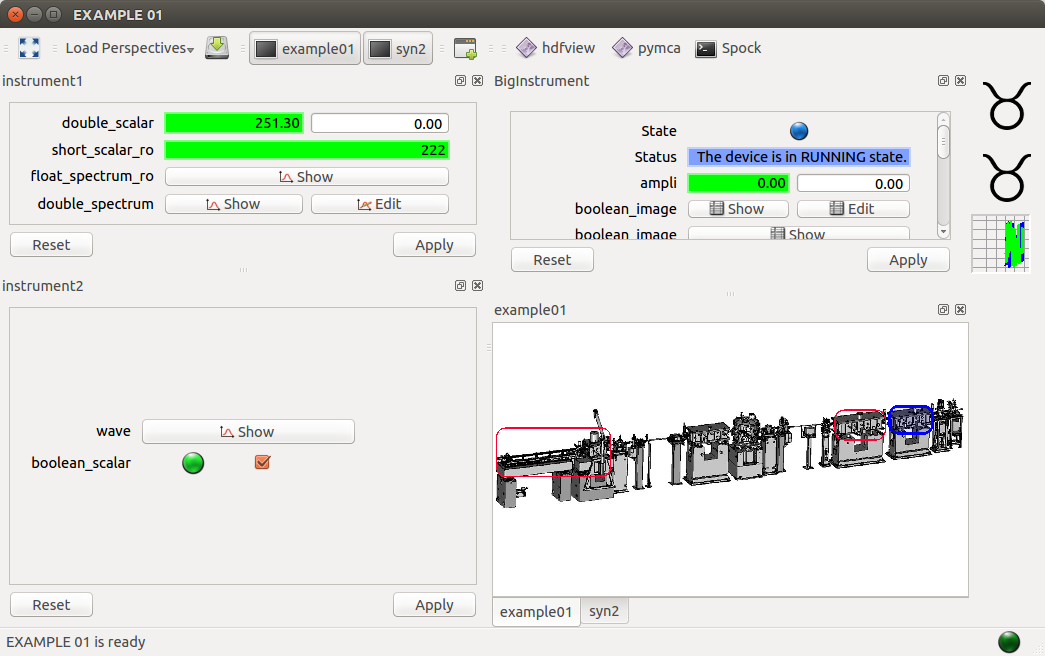 EXAMPLE 01
Load Perspectives
example01
syn2
hdfview
pymca
Spock
instrument1
double_scalar 251.30 0.00
short_scalar_ro 222
float_spectrum_ro Show
double_spectrum Show Edit
Reset Apply
BigInstrument
State
Status The device is in RUNNING state.
ampli 0.00 0.00
boolean_image Show Edit
boolean_image Show
Reset Apply
instrument2
wave Show
boolean_scalar
Reset Apply
example01
example01 syn2
EXAMPLE 01 is ready